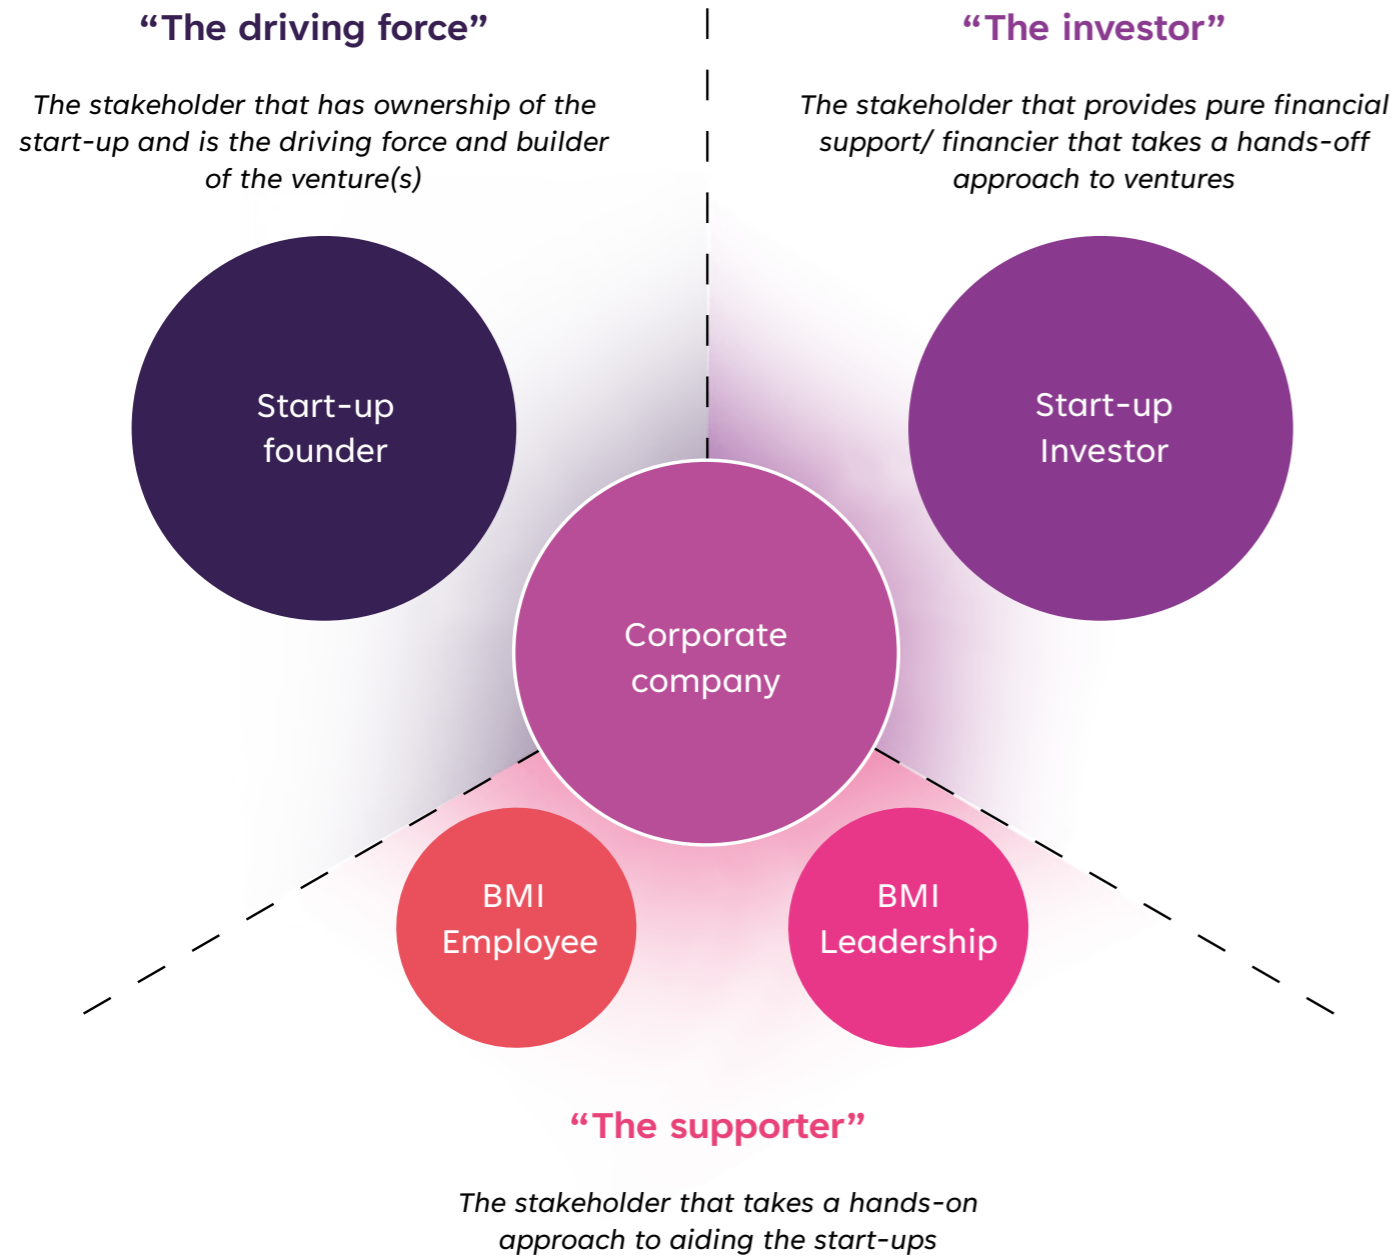 “The driving force”
The stakeholder that has ownership of the
start-up and is the driving force and builder
of the venture(s)
“The investor”
The stakeholder that provides pure financial
support/ financier that takes a hands-off
approach to ventures
Start-up
founder
Start-up
Investor
Corporate
company
BMI
Employee
BMI
Leadership
“The supporter”
The stakeholder that takes a hands-on
approach to aiding the start-ups